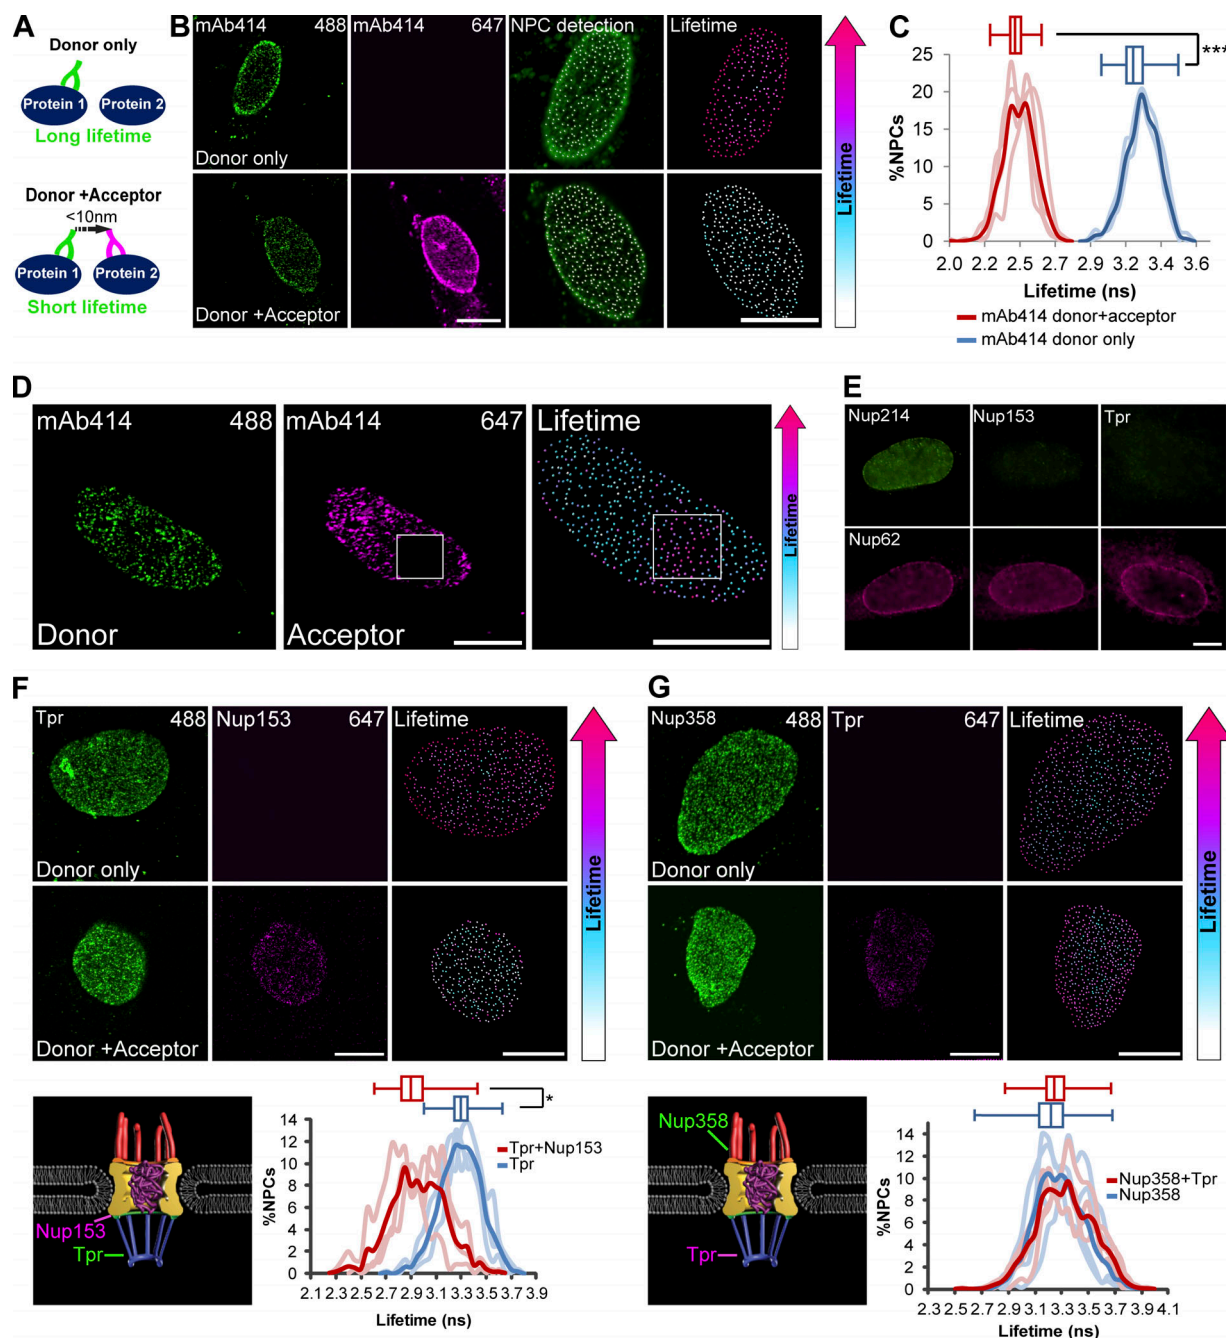 A
Donor only
Protein 1 Protein 2
Long lifetime
Donor +Acceptor
<10nm
Protein 1 Protein 2
Short lifetime
B
mAb414 488 mAb414 647 NPC detection Lifetime
Donor only
Donor +Acceptor
Lifetime
C
***
25
20
15
10
5
0
%NPCs
2.0 2.2 2.5 2.7 2.9 3.2 3.4 3.6
Lifetime (ns)
mAb414 donor+acceptor
mAb414 donor only
D
mAb414 488 mAb414 647 Lifetime
Donor Acceptor
Lifetime
E
Nup214 Nup153 Tpr
Nup62
F
Tpr 488 Nup153 647 Lifetime
Donor only
Donor +Acceptor
Lifetime
Nup153
Tpr
*
14
12
10
8
6
4
2
0
%NPCs
Tpr+Nup153
Tpr
2.1 2.3 2.5 2.7 2.9 3.1 3.3 3.5 3.7 3.9
Lifetime (ns)
G
Nup358 488 Tpr 647 Lifetime
Donor only
Donor +Acceptor
Lifetime
Nup358
Tpr
14
12
10
8
6
4
2
0
%NPCs
Nup358+Tpr
Nup358
2.3 2.5 2.7 2.9 3.1 3.3 3.5 3.7 3.9 4.1
Lifetime (ns)